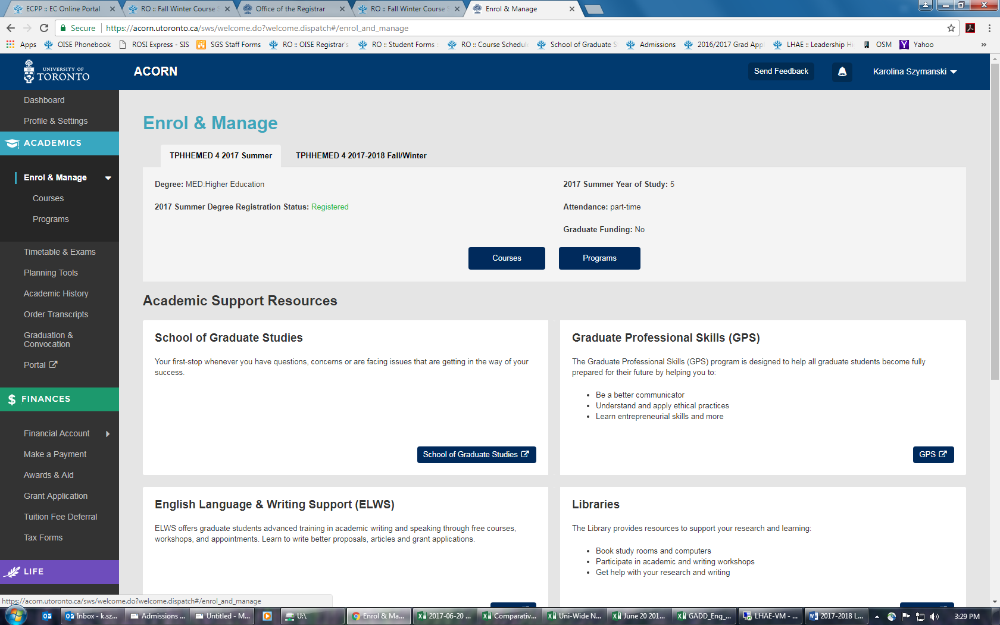 ECPP :: EC Online Portal
RO :: Fall Winter Course S
Office of the Registrar
RO :: Fall Winter Course S
Enrol & Manage
Secure
https://acorn.utoronto.ca/sws/welcome.do?welcome.dispatch#/enrol_and_manage
Apps
OISE Phonebook
ROSI Express - SIS
SGS Staff Forms
RO :: OISE Registrar's
RO :: Student Forms
RO :: Course Schedule
School of Graduate S
Admissions
2016/2017 Grad App
LHAE :: Leadership Hi
OSM
Yahoo
»
UNIVERSITY OF
TORONTO
ACORN
Send Feedback
Karolina Szymanski
Dashboard
Profile & Settings
ACADEMICS
Enrol & Manage
Courses
Programs
Timetable & Exams
Planning Tools
Academic History
Order Transcripts
Graduation &
Convocation
Portal
$ FINANCES
Financial Account
Make a Payment
Awards & Aid
Grant Application
Tuition Fee Deferral
Tax Forms
LIFE
Enrol & Manage
TPHHEMED 4 2017 Summer
TPHHEMED 4 2017-2018 Fall/Winter
Degree: MED:Higher Education
2017 Summer Degree Registration Status: Registered
2017 Summer Year of Study: 5
Attendance: part-time
Graduate Funding: No
Courses
Programs
Academic Support Resources
School of Graduate Studies
Your first-stop whenever you have questions, concerns or are facing issues that are getting in the way of your
success.
School of Graduate Studies
Graduate Professional Skills (GPS)
The Graduate Professional Skills (GPS) program is designed to help all graduate students become fully
prepared for their future by helping you to:
• Be a better communicator
• Understand and apply ethical practices
• Learn entrepreneurial skills and more
GPS
English Language & Writing Support (ELWS)
ELWS offers graduate students advanced training in academic writing and speaking through free courses,
workshops, and appointments. Learn to write better proposals, articles and grant applications.
Libraries
The Library provides resources to support your research and learning:
• Book study rooms and computers
• Participate in academic and writing workshops
• Get help with your research and writing
https://acorn.utoronto.ca/sws/welcome.do?welcome.dispatch#/enrol_and_manage
Inbox - k.sz...
Admissions ...
Untitled - M...
U:\
Enrol & Ma...
2017-06-20 ...
Comparativ...
Uni-Wide N...
June 20 201...
GADD_Eng_...
LHAE-VM - ...
2017-2018 L...
3:29 PM